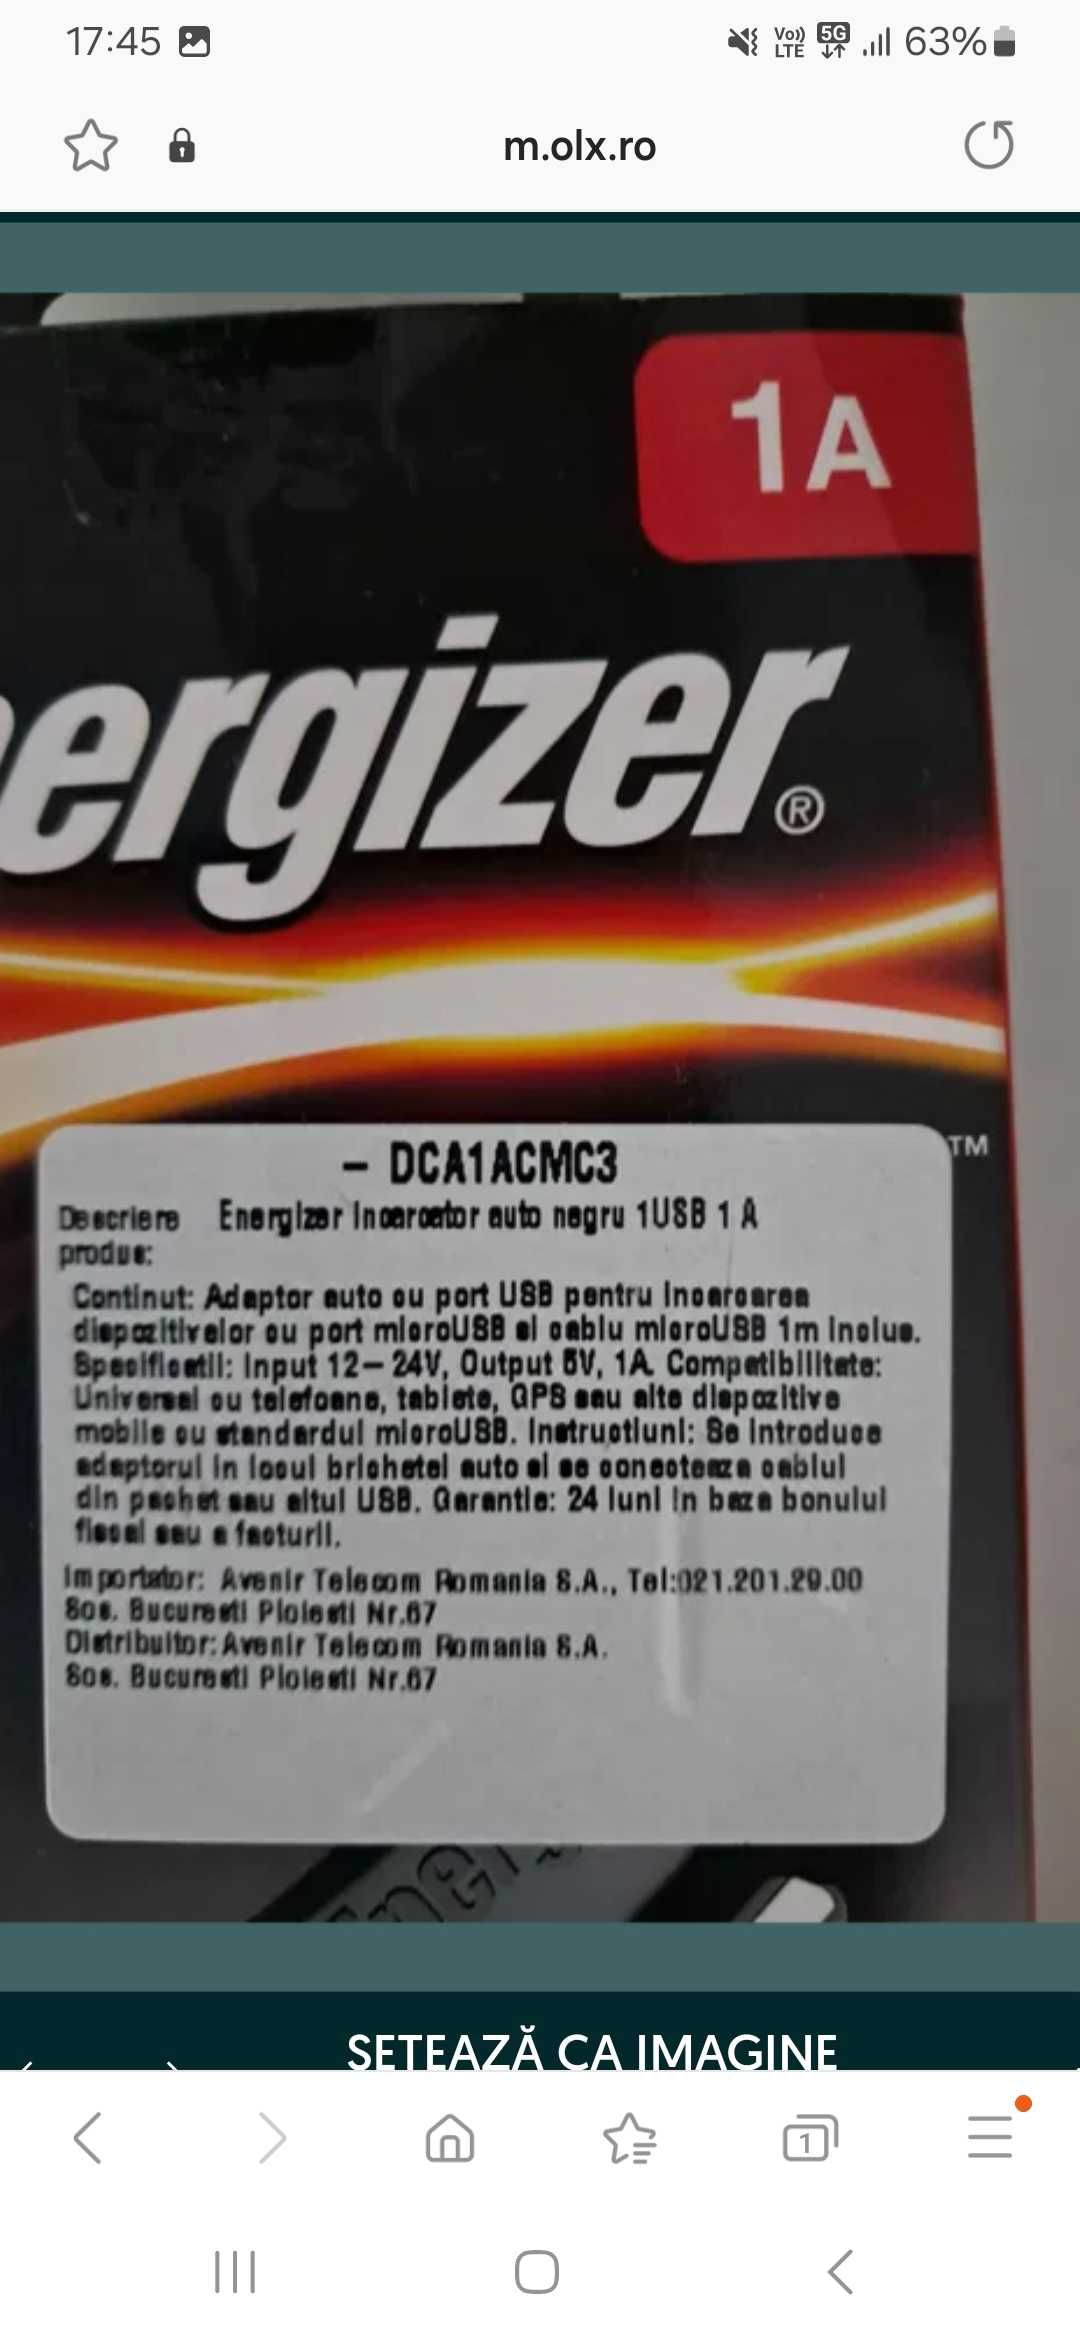 17:45
Vo)) LTE 5G 63%
m.olx.ro
1A
ergizer®
– DCA1ACMC3
Descriere produs: Energizer Incarcator auto negru 1USB 1 A
Continut: Adaptor auto cu port USB pentru Incarcarea
dispozitivelor cu port microUSB si cablu microUSB 1m inclus.
Specificatii: Input 12–24V, Output 5V, 1A. Compatibilitate:
Universal cu telefoane, tablete, GPS sau alte dispozitive
mobile cu standardul microUSB. Instructiuni: Se Introduce
adaptorul in locul brichetei auto si se conecteaza cablul
din pachet sau altul USB. Garantie: 24 luni in baza bonului
fiscal sau a facturii.
Importator: Avenir Telecom Romania S.A., Tel:021.201.29.00
Sos. Bucuresti Ploiesti Nr.67
Distribuitor: Avenir Telecom Romania S.A.
Sos. Bucuresti Ploiesti Nr.67
TM
Ener
SETEAZĂ CA IMAGINE
1